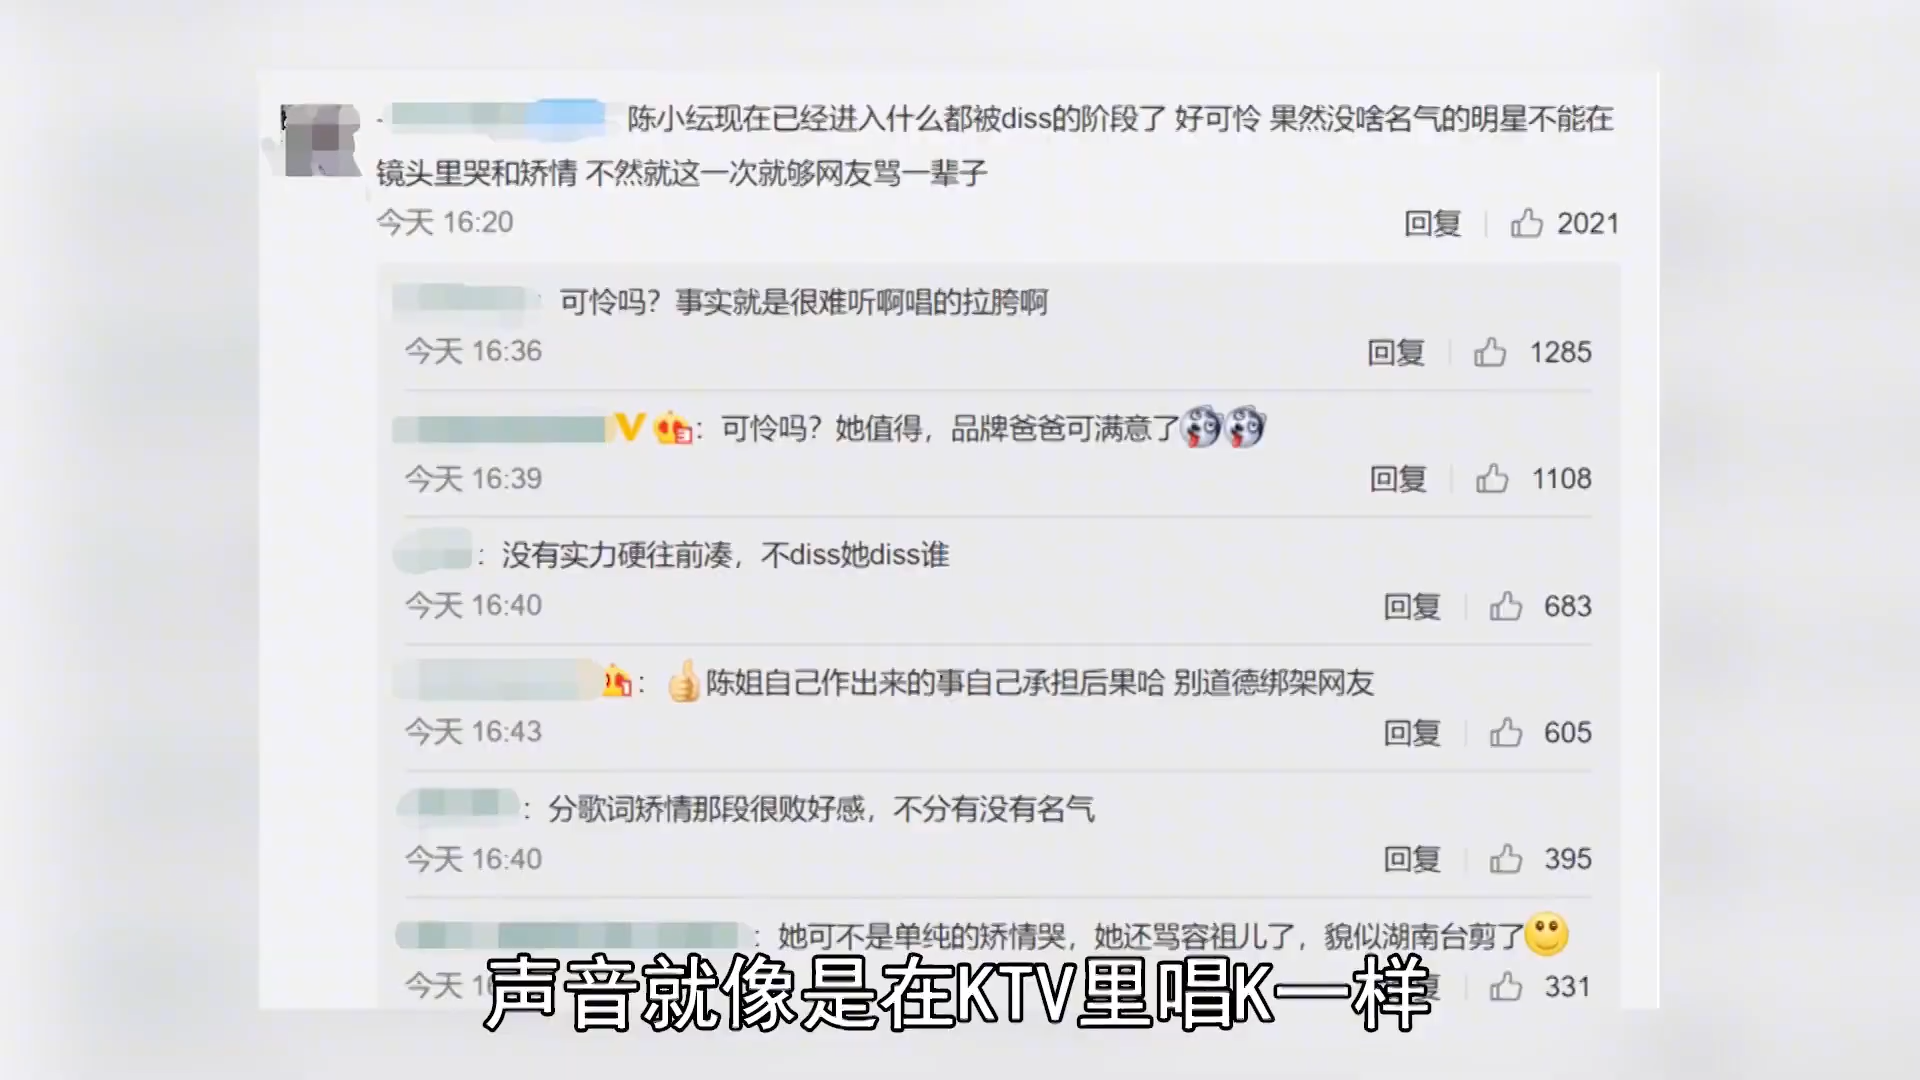 陈小纭现在已经进入什么都被diss的阶段了 好可怜 果然没啥名气的明星不能在
镜头里哭和矫情 不然就这一次就够网友骂一辈子
今天 16:20
回复 2021
可怜吗？事实就是很难听啊唱的拉胯啊
今天 16:36
回复 1285
：可怜吗？她值得，品牌爸爸可满意了
今天 16:39
回复 1108
：没有实力硬往前凑，不diss她diss谁
今天 16:40
回复 683
：陈姐自己作出来的事自己承担后果哈 别道德绑架网友
今天 16:43
回复 605
：分歌词矫情那段很败好感，不分有没有名气
今天 16:40
回复 395
：她可不是单纯的矫情哭，她还骂容祖儿了，貌似湖南台剪了
今天
331
声音就像是在KTV里唱K一样